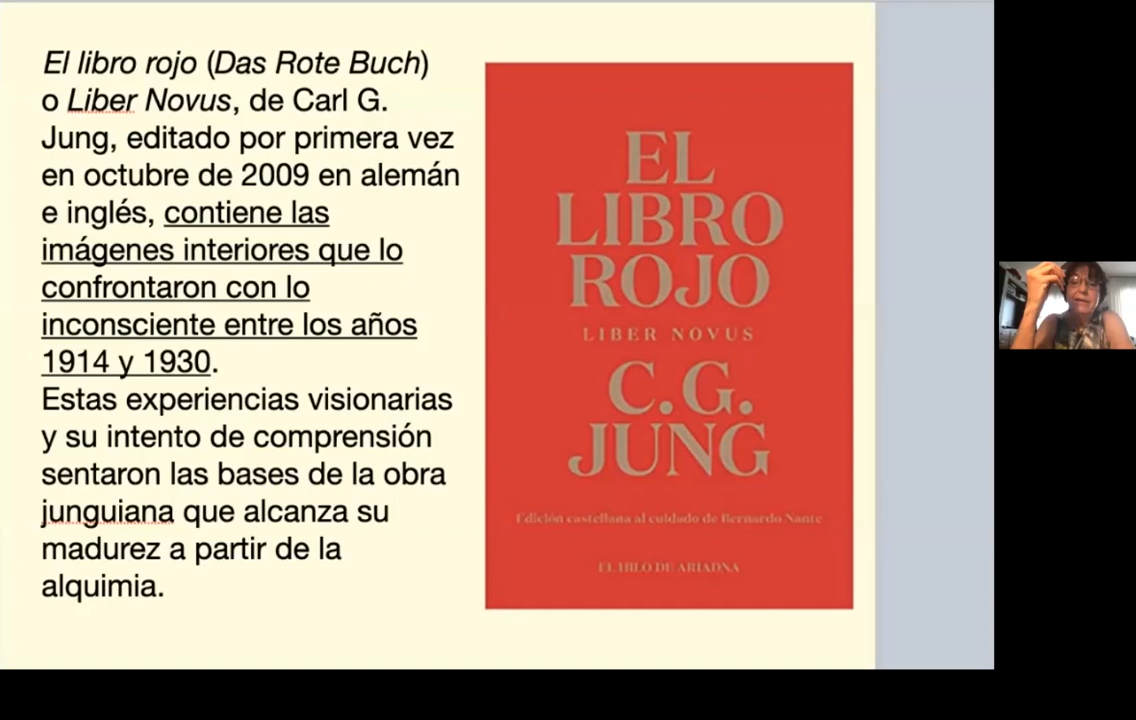 El libro rojo (Das Rote Buch)
o Liber Novus, de Carl G.
Jung, editado por primera vez
en octubre de 2009 en alemán
e inglés, contiene las
imágenes interiores que lo
confrontaron con lo
inconsciente entre los años
1914 y 1930.
Estas experiencias visionarias
y su intento de comprensión
sentaron las bases de la obra
junguiana que alcanza su
madurez a partir de la
alquimia.
EL
LIBRO
ROJO
LIBER NOVUS
C.G.
JUNG
Edición castellana al cuidado de Bernardo Nante
EL HILO DE ARIADNA